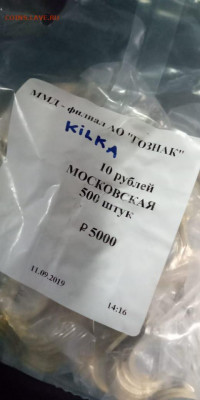 ММД - филиал АО "ГОЗНАК"
KiLKA
10 рублей
МОСКОВСКАЯ
500 штук
₽ 5000
11.09.2019
14:16